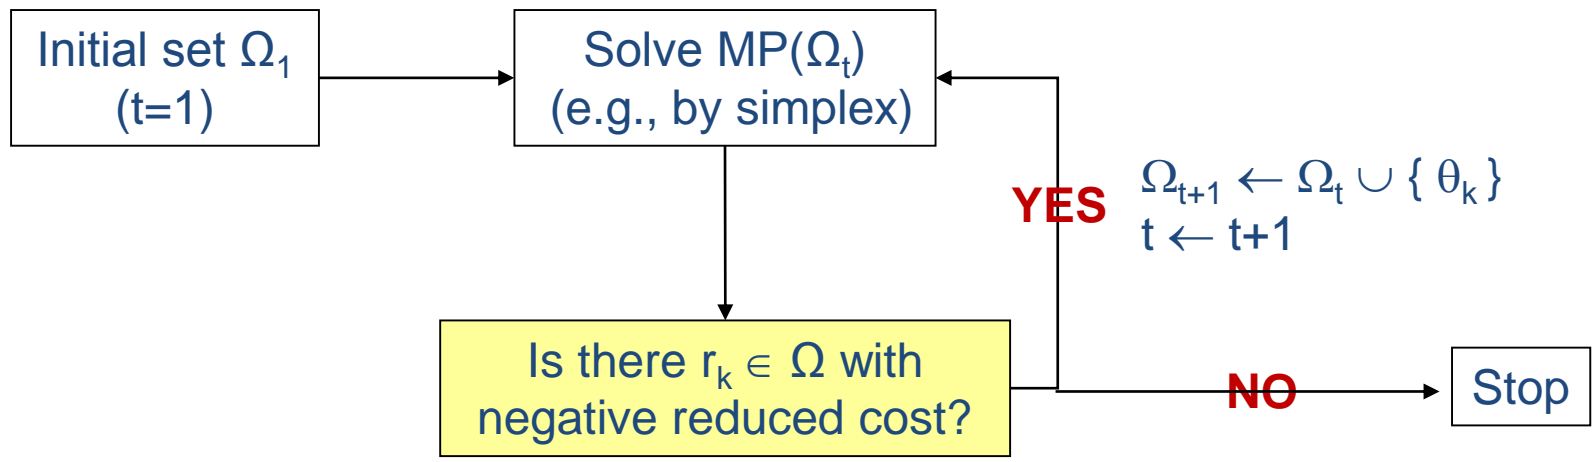 Initial set Ω₁
(t=1)
Solve MP(Ωₜ)
(e.g., by simplex)
YES
Ωₜ₊₁ ← Ωₜ ∪ { θₖ }
t ← t+1
Is there rₖ ∈ Ω with
negative reduced cost?
NO
Stop